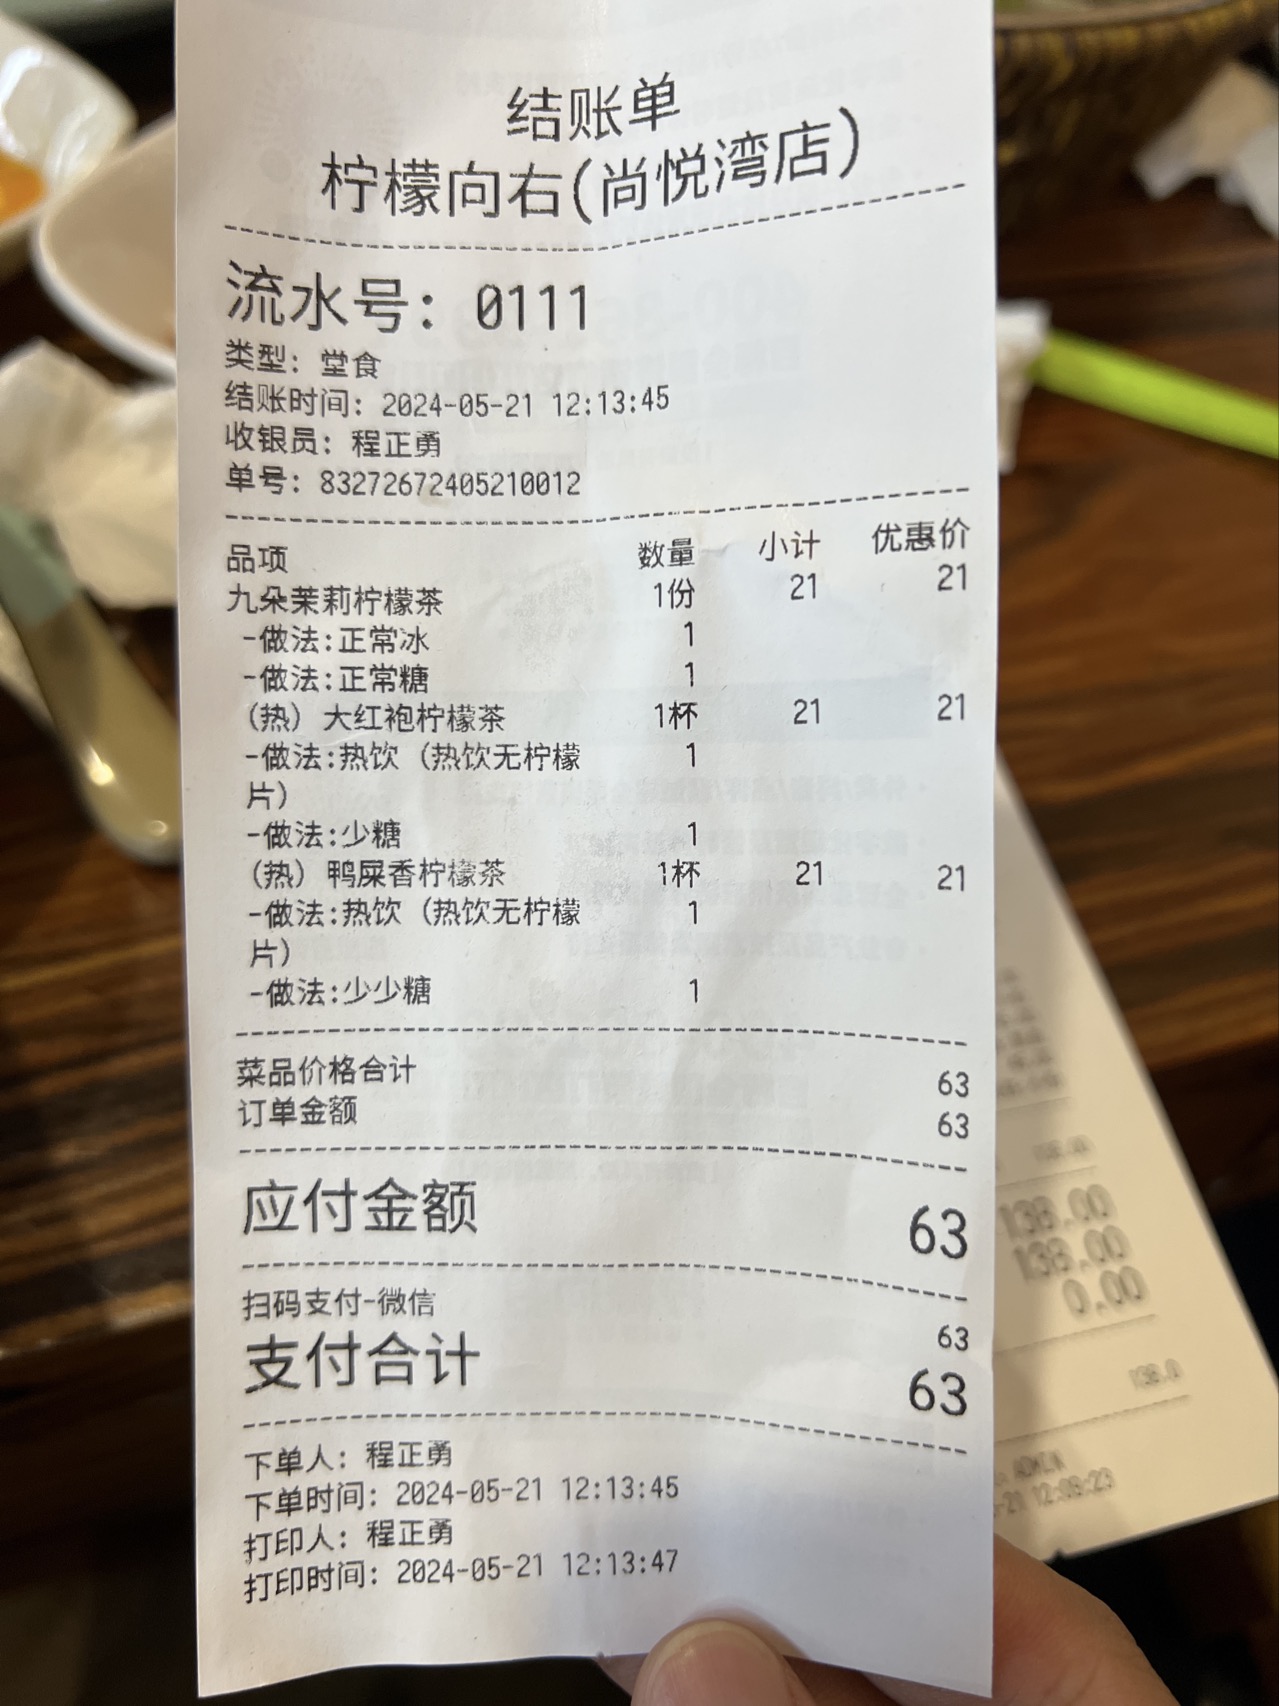 结账单
柠檬向右(尚悦湾店)
流水号: 0111
类型: 堂食
结账时间: 2024-05-21 12:13:45
收银员: 程正勇
单号: 83272672405210012
品项 数量 小计 优惠价
九朵茉莉柠檬茶 1份 21 21
-做法:正常冰 1
-做法:正常糖 1
(热) 大红袍柠檬茶 1杯 21 21
-做法:热饮 (热饮无柠檬 1
片)
-做法:少糖 1
(热) 鸭屎香柠檬茶 1杯 21 21
-做法:热饮 (热饮无柠檬 1
片)
-做法:少少糖 1
菜品价格合计 63
订单金额 63
应付金额 63
扫码支付-微信 63
支付合计 63
下单人: 程正勇
下单时间: 2024-05-21 12:13:45
打印人: 程正勇
打印时间: 2024-05-21 12:13:47
138.00
138.00
0.00
138.0
ADMIN
-21 12:08:23